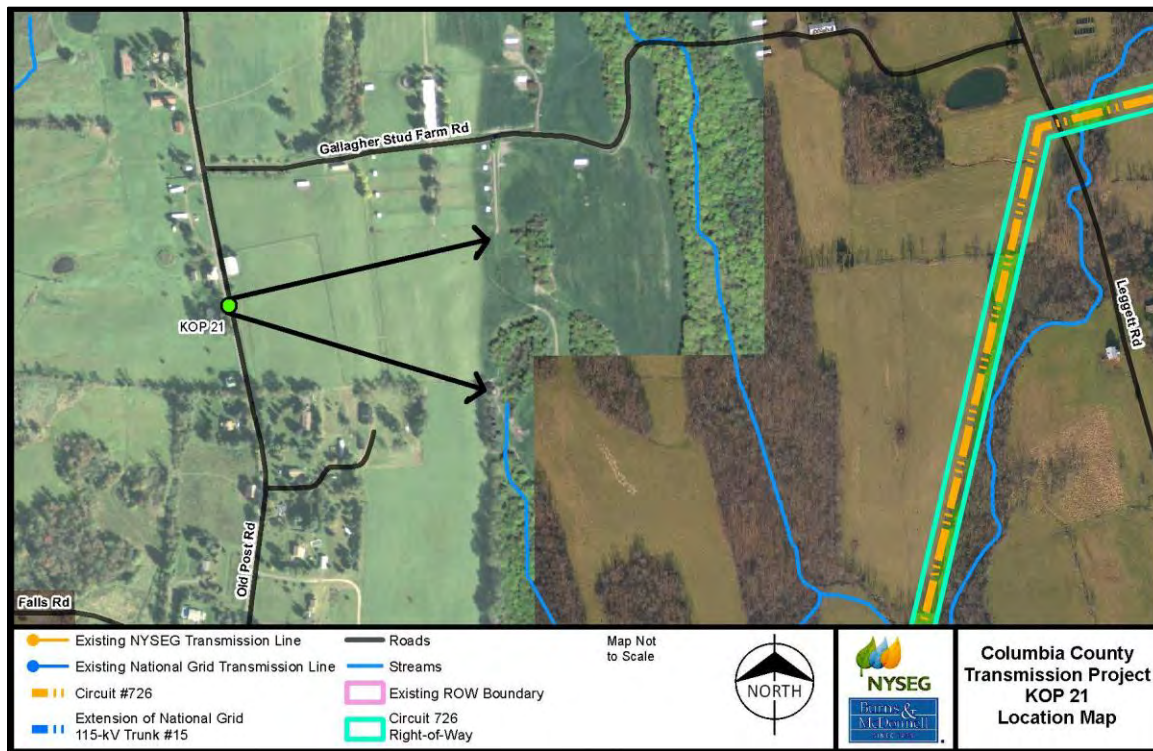 Gallagher Stud Farm Rd
KOP 21
Leggett Rd
Old Post Rd
Falls Rd
Existing NYSEG Transmission Line
Existing National Grid Transmission Line
Circuit #726
Extension of National Grid
115-kV Trunk #15
Roads
Streams
Existing ROW Boundary
Circuit 726
Right-of-Way
Map Not
to Scale
NORTH
NYSEG
Burns &
McDonnell
SINCE 1898
Columbia County
Transmission Project
KOP 21
Location Map